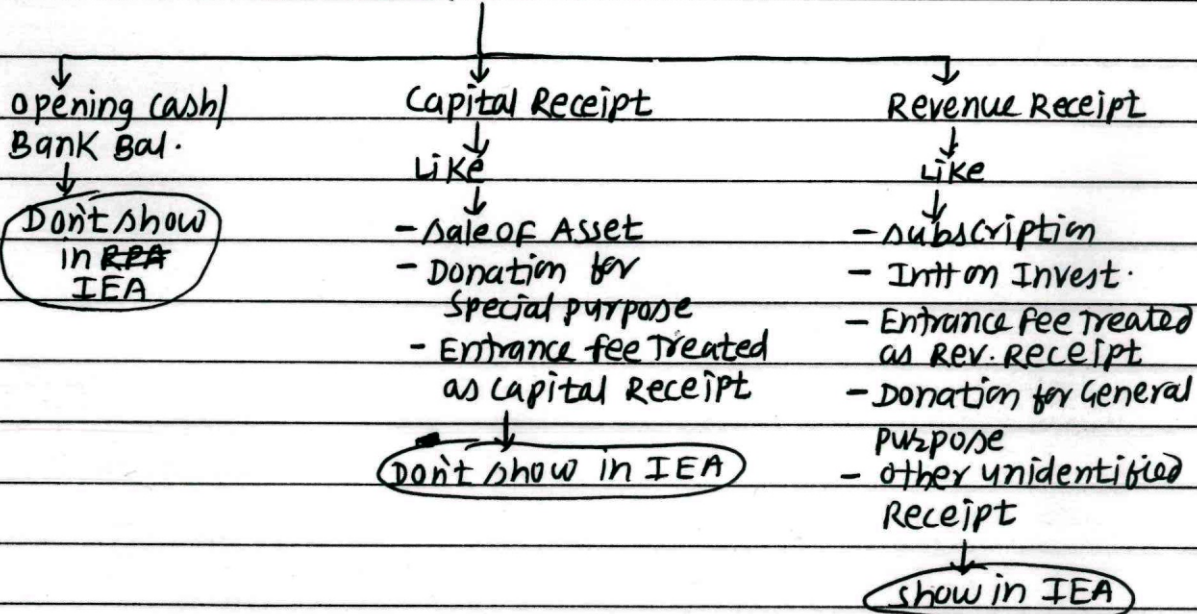 opening cash/
Bank Bal.
Don't show
in RPA
IEA
Capital Receipt
Like
- Sale of Asset
- Donation for
Special purpose
- Entrance fee Treated
as Capital Receipt
Don't show in IEA
Revenue Receipt
Like
- Subscription
- Intt on Invest.
- Entrance fee Treated
as Rev. Receipt
- Donation for General
purpose
- other unidentified
Receipt
show in IEA